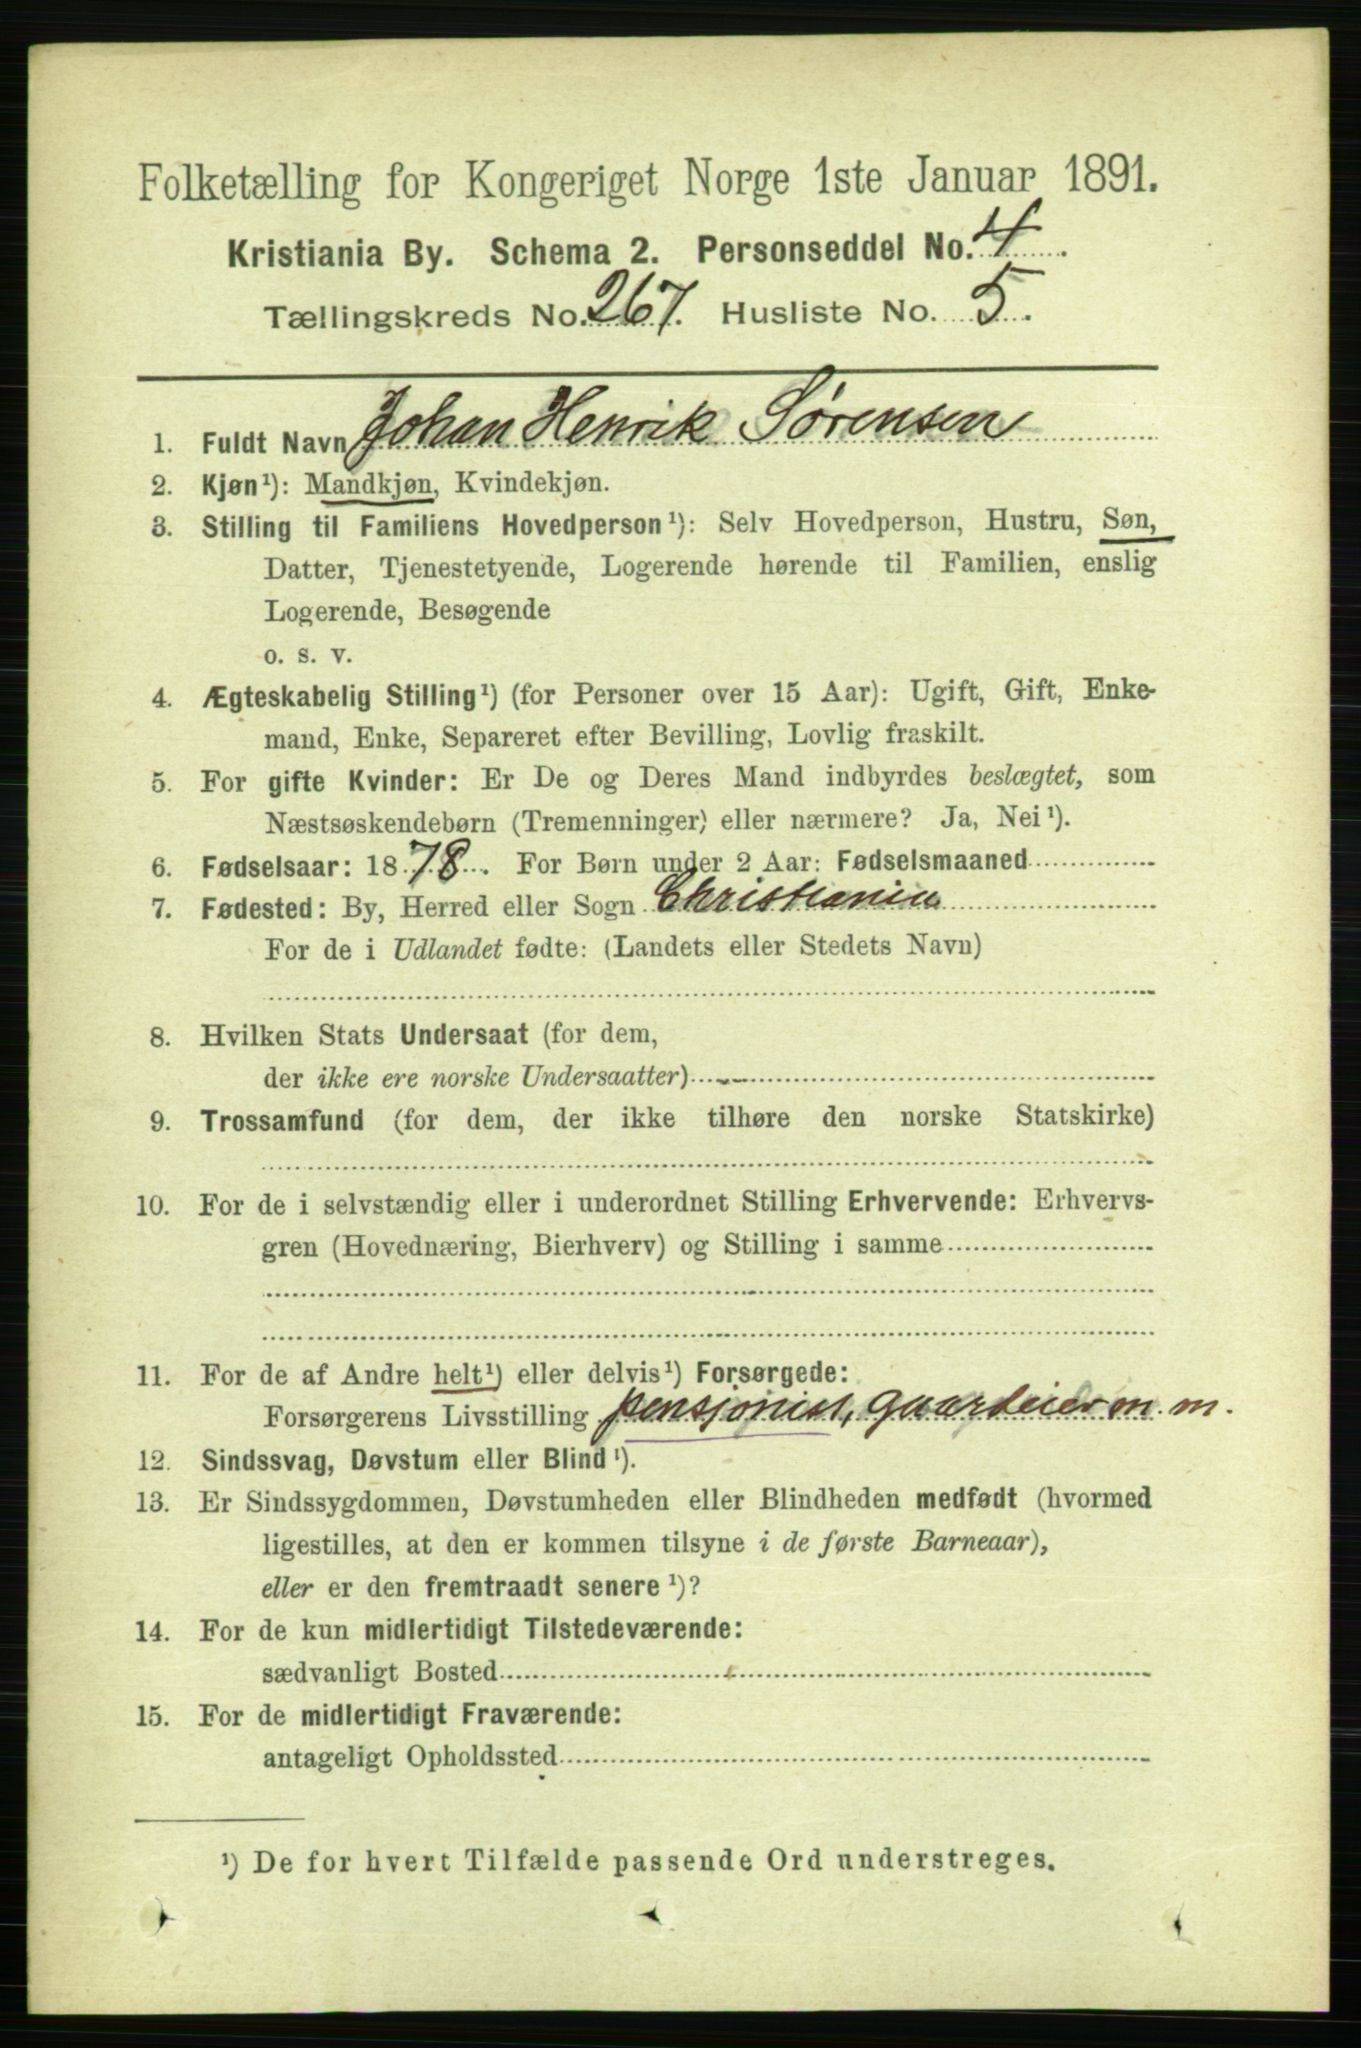 Folketælling for Kongeriget Norge 1ste Januar 1891.
Kristiania By. Schema 2. Personseddel No. 4
Tællingskreds No. 267. Husliste No. 5.
1. Fuldt Navn Johan Henrik Sørensen
2. Kjøn¹): Mandkjøn, Kvindekjøn.
3. Stilling til Familiens Hovedperson¹): Selv Hovedperson, Hustru, Søn,
Datter, Tjenestetyende, Logerende hørende til Familien, enslig
Logerende, Besøgende
o. s. v.
4. Ægteskabelig Stilling¹) (for Personer over 15 Aar): Ugift, Gift, Enke-
mand, Enke, Separeret efter Bevilling, Lovlig fraskilt.
5. For gifte Kvinder: Er De og Deres Mand indbyrdes beslægtet, som
Næstsøskendebørn (Tremenninger) eller nærmere? Ja, Nei¹).
6. Fødselsaar: 1878. For Børn under 2 Aar: Fødselsmaaned
7. Fødested: By, Herred eller Sogn Christiania
For de i Udlandet fødte: (Landets eller Stedets Navn)
8. Hvilken Stats Undersaat (for dem,
der ikke ere norske Undersaatter)
9. Trossamfund (for dem, der ikke tilhøre den norske Statskirke)
10. For de i selvstændig eller i underordnet Stilling Erhvervende: Erhvervs-
gren (Hovednæring, Bierhverv) og Stilling i samme
11. For de af Andre helt¹) eller delvis¹) Forsørgede:
Forsørgerens Livsstilling pensjonist, gaardeier m. m.
12. Sindssvag, Døvstum eller Blind¹).
13. Er Sindssygdommen, Døvstumheden eller Blindheden medfødt (hvormed
ligestilles, at den er kommen tilsyne i de første Barneaar),
eller er den fremtraadt senere¹)?
14. For de kun midlertidigt Tilstedeværende:
sædvanligt Bosted
15. For de midlertidigt Fraværende:
antageligt Opholdssted
¹) De for hvert Tilfælde passende Ord understreges.